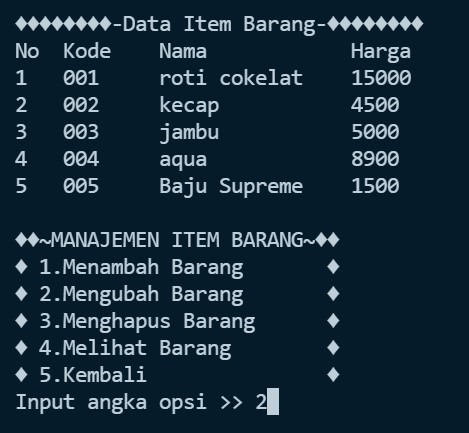 ♦♦♦♦♦♦♦♦-Data Item Barang-♦♦♦♦♦♦♦♦
No Kode Nama Harga
1 001 roti cokelat 15000
2 002 kecap 4500
3 003 jambu 5000
4 004 aqua 8900
5 005 Baju Supreme 1500
♦♦~MANAJEMEN ITEM BARANG~♦♦
♦ 1.Menambah Barang ♦
♦ 2.Mengubah Barang ♦
♦ 3.Menghapus Barang ♦
♦ 4.Melihat Barang ♦
♦ 5.Kembali ♦
Input angka opsi >> 2